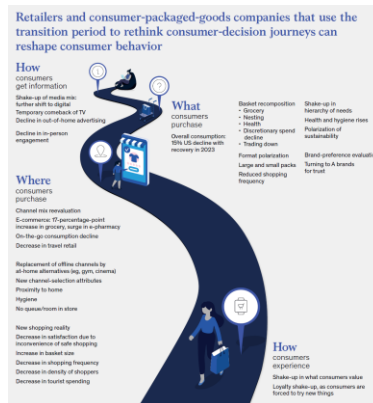 Retailers and consumer-packaged-goods companies that use the
transition period to rethink consumer-decision journeys can
reshape consumer behavior
How
consumers
get information
Shake-up of media mix:
further shift to digital
Temporary comeback of TV
Decline in out-of-home advertising
Decline in in-person
engagement
What
consumers
purchase
Overall consumption:
15% US decline with
recovery in 2023
Basket recomposition
• Grocery
• Nesting
• Health
• Discretionary spend
decline
• Trading down
Format polarization
Large and small packs
Reduced shopping
frequency
Shake-up in
hierarchy of needs
Health and hygiene rises
Polarization of
sustainability
Brand-preference evaluati
Turning to A brands
for trust
Where
consumers
purchase
Channel mix reevaluation
E-commerce: 17-percentage-point
increase in grocery, surge in e-pharmacy
On-the-go consumption decline
Decrease in travel retail
Replacement of offline channels by
at-home alternatives (eg, gym, cinema)
New channel-selection attributes
Proximity to home
Hygiene
No queue/room in store
New shopping reality
Decrease in satisfaction due to
inconvenience of safe shopping
Increase in basket size
Decrease in shopping frequency
Decrease in density of shoppers
Decrease in tourist spending
How
consumers
experience
Shake-up in what consumers value
Loyalty shake-up, as consumers are
forced to try new things